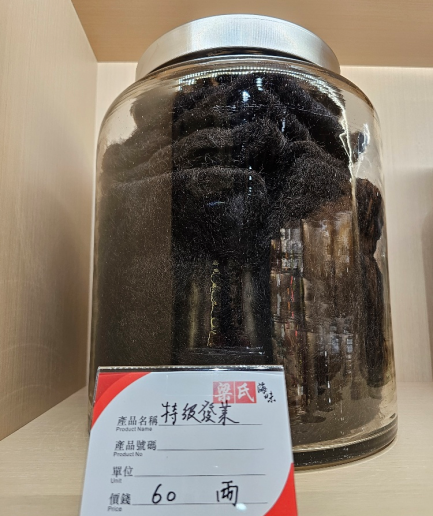 梁氏 海味
產品名稱 特級發菜
Product Name
產品號碼
Product No
單位
Unit
價錢 60 両
Price